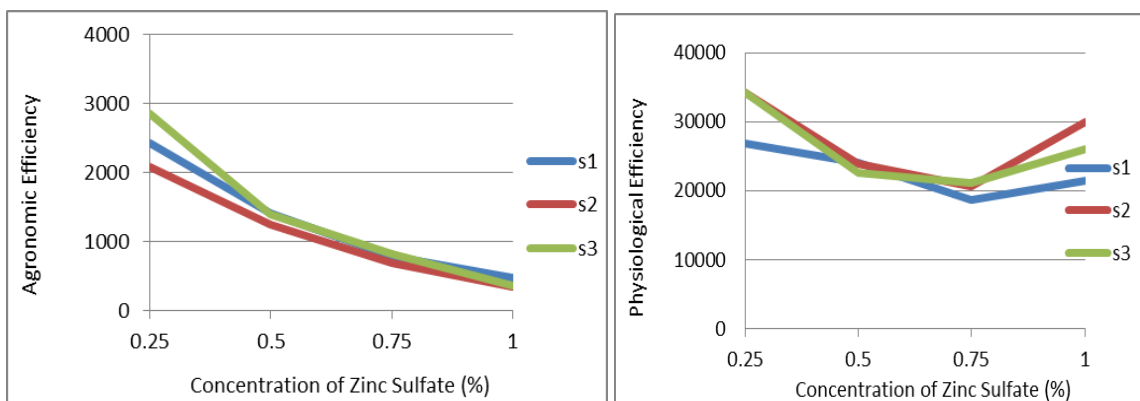 Agronomic Efficiency
4000
3000
2000
1000
0
0.25 0.5 0.75 1
Concentration of Zinc Sulfate (%)
s1
s2
s3
Physiological Efficiency
40000
30000
20000
10000
0
0.25 0.5 0.75 1
Concentration of Zinc Sulfate (%)
s1
s2
s3